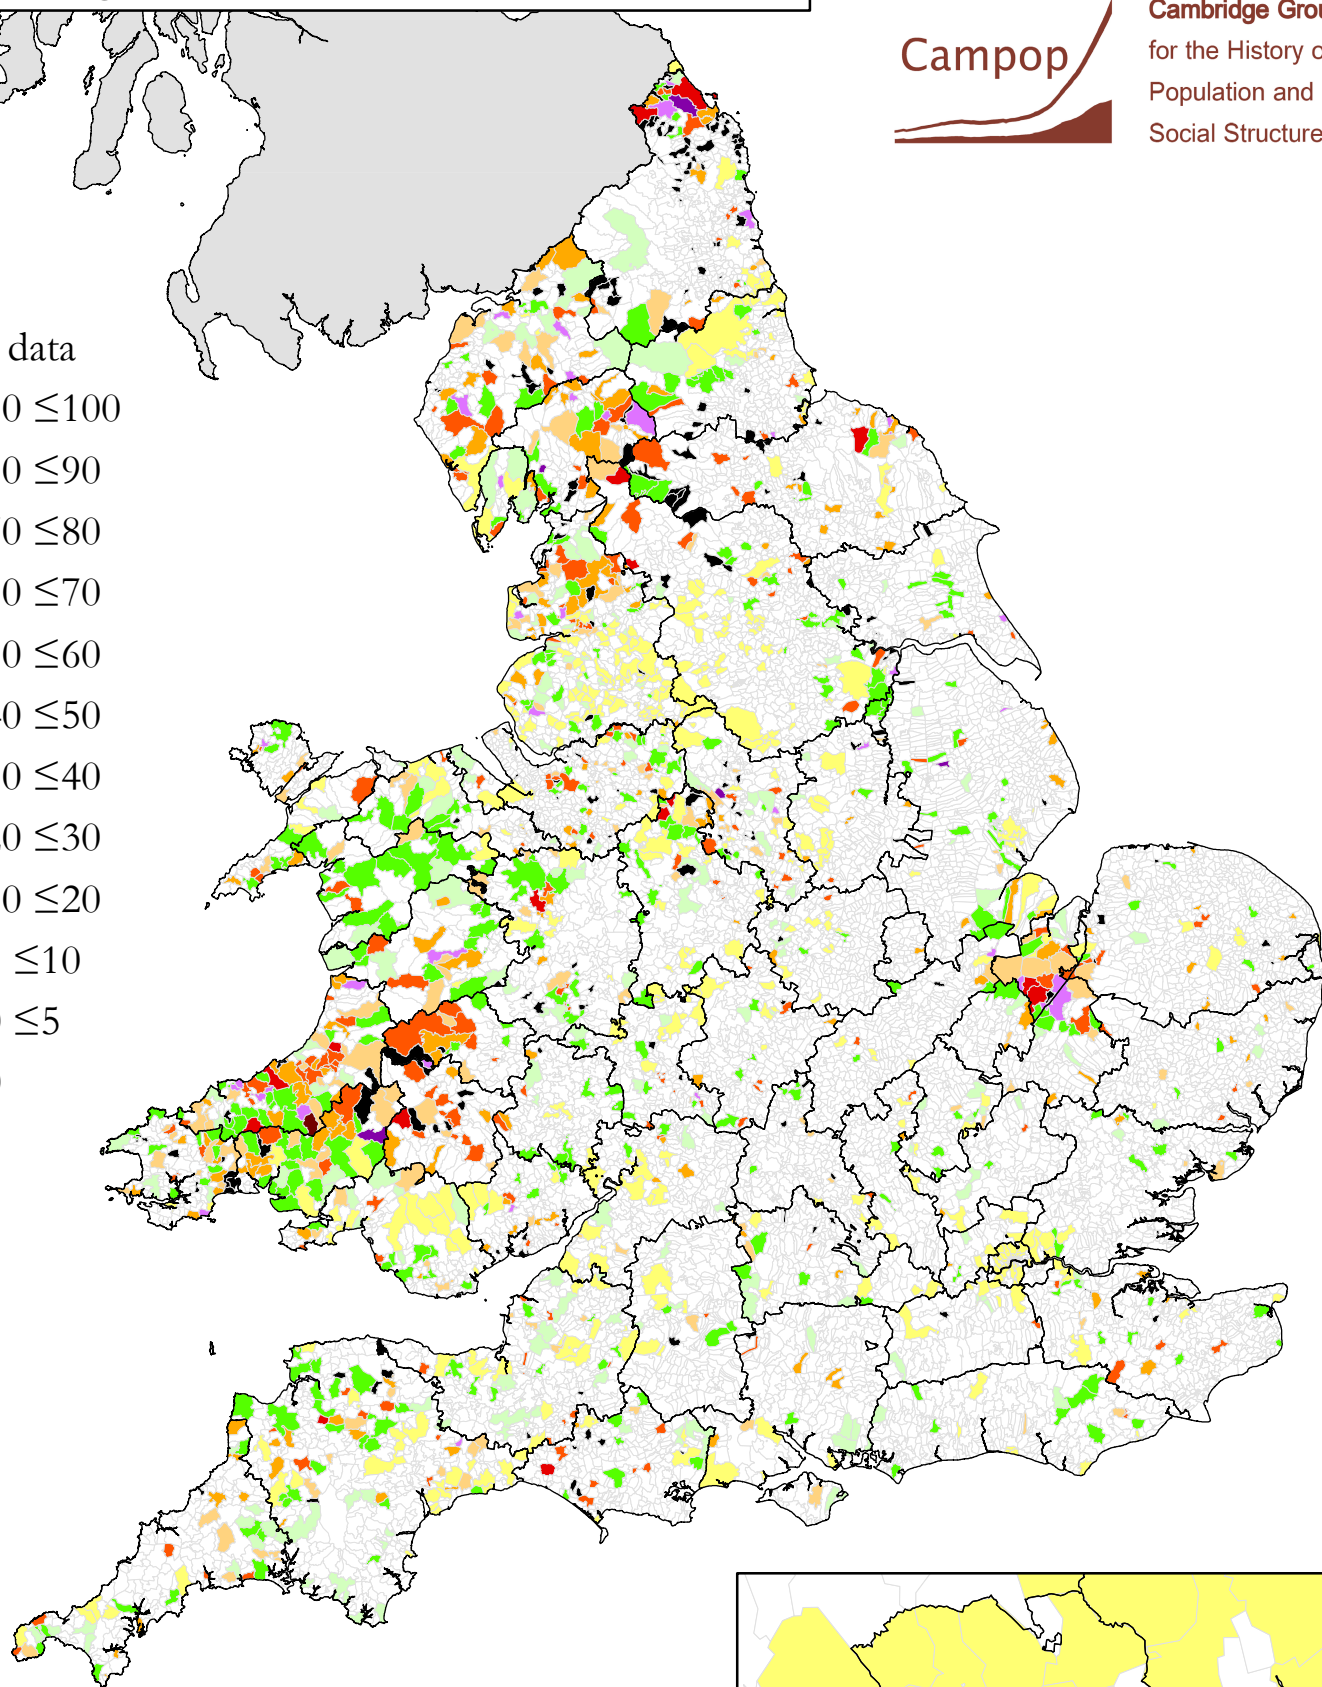 Campop
Cambridge Grou
for the History o
Population and
Social Structure
data
0 ≤100
0 ≤90
0 ≤80
0 ≤70
0 ≤60
0 ≤50
0 ≤40
0 ≤30
0 ≤20
≤10
≤5